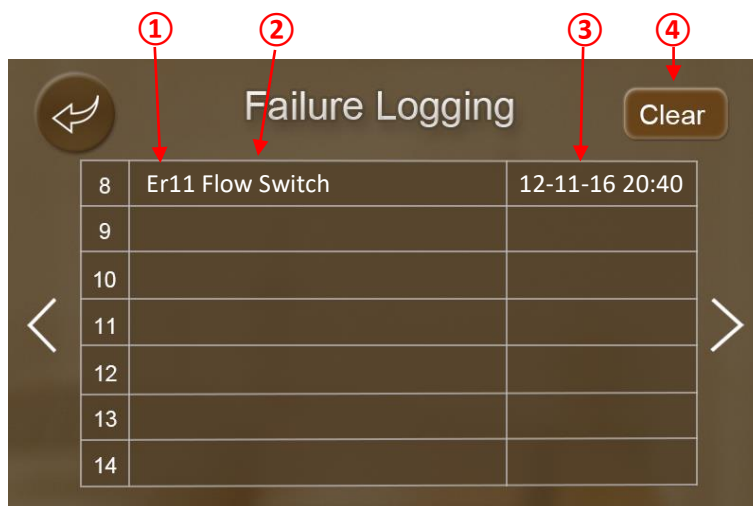 ① ② ③ ④
Failure Logging Clear
8 Er11 Flow Switch 12-11-16 20:40
9
10
11
12
13
14